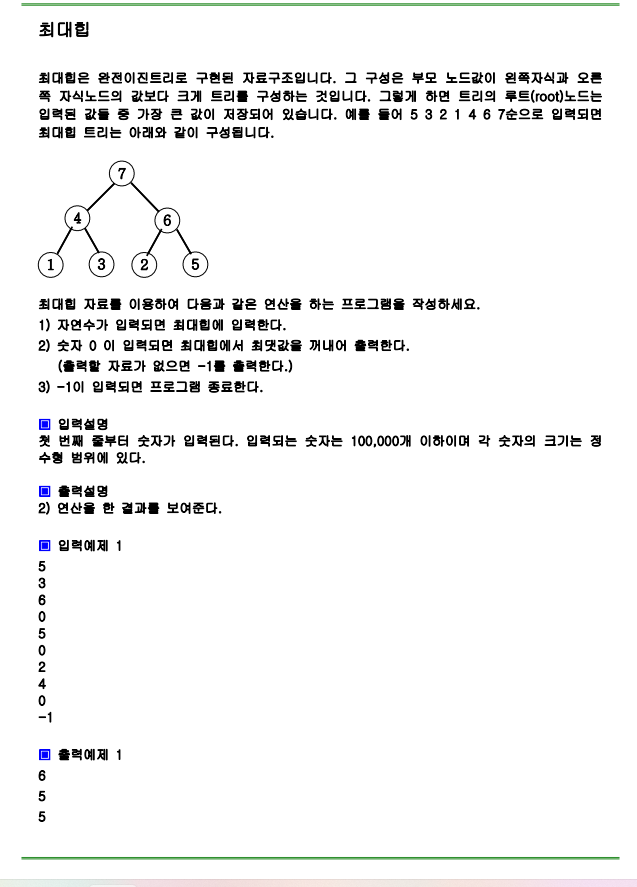 최대힙
최대힙은 완전이진트리로 구현된 자료구조입니다. 그 구성은 부모 노드값이 왼쪽자식과 오른
쪽 자식노드의 값보다 크게 트리를 구성하는 것입니다. 그렇게 하면 트리의 루트(root)노드는
입력된 값들 중 가장 큰 값이 저장되어 있습니다. 예를 들어 5 3 2 1 4 6 7순으로 입력되면
최대힙 트리는 아래와 같이 구성됩니다.
7
4 6
1 3 2 5
최대힙 자료를 이용하여 다음과 같은 연산을 하는 프로그램을 작성하세요.
1) 자연수가 입력되면 최대힙에 입력한다.
2) 숫자 0 이 입력되면 최대힙에서 최댓값을 꺼내어 출력한다.
(출력할 자료가 없으면 -1를 출력한다.)
3) -1이 입력되면 프로그램 종료한다.
▣ 입력설명
첫 번째 줄부터 숫자가 입력된다. 입력되는 숫자는 100,000개 이하이며 각 숫자의 크기는 정
수형 범위에 있다.
▣ 출력설명
2) 연산을 한 결과를 보여준다.
▣ 입력예제 1
5
3
6
0
5
0
2
4
0
-1
▣ 출력예제 1
6
5
5